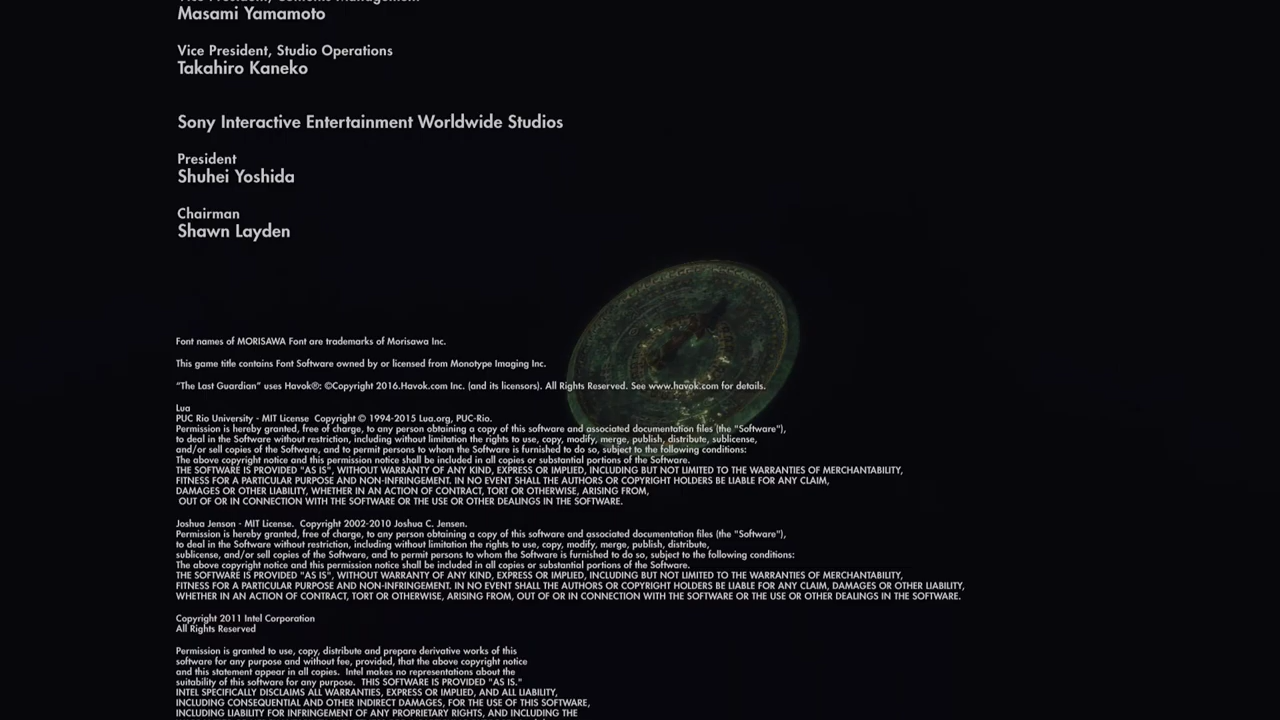 Masami Yamamoto
Vice President, Studio Operations
Takahiro Kaneko
Sony Interactive Entertainment Worldwide Studios
President
Shuhei Yoshida
Chairman
Shawn Layden
Font names of MORISAWA Font are trademarks of Morisawa Inc.
This game title contains Font Software owned by or licensed from Monotype Imaging Inc.
“The Last Guardian” uses Havok®: ©Copyright 2016.Havok.com Inc. (and its licensors). All Rights Reserved. See www.havok.com for details.
Lua
PUC Rio University - MIT License  Copyright © 1994-2015 Lua.org, PUC-Rio.
Permission is hereby granted, free of charge, to any person obtaining a copy of this software and associated documentation files (the "Software"),
to deal in the Software without restriction, including without limitation the rights to use, copy, modify, merge, publish, distribute, sublicense,
and/or sell copies of the Software, and to permit persons to whom the Software is furnished to do so, subject to the following conditions:
The above copyright notice and this permission notice shall be included in all copies or substantial portions of the Software.
THE SOFTWARE IS PROVIDED "AS IS", WITHOUT WARRANTY OF ANY KIND, EXPRESS OR IMPLIED, INCLUDING BUT NOT LIMITED TO THE WARRANTIES OF MERCHANTABILITY,
FITNESS FOR A PARTICULAR PURPOSE AND NON-INFRINGEMENT. IN NO EVENT SHALL THE AUTHORS OR COPYRIGHT HOLDERS BE LIABLE FOR ANY CLAIM,
DAMAGES OR OTHER LIABILITY, WHETHER IN AN ACTION OF CONTRACT, TORT OR OTHERWISE, ARISING FROM,
OUT OF OR IN CONNECTION WITH THE SOFTWARE OR THE USE OR OTHER DEALINGS IN THE SOFTWARE.
Joshua Jenson - MIT License.  Copyright 2002-2010 Joshua C. Jensen.
Permission is hereby granted, free of charge, to any person obtaining a copy of this software and associated documentation files (the "Software"),
to deal in the Software without restriction, including without limitation the rights to use, copy, modify, merge, publish, distribute,
sublicense, and/or sell copies of the Software, and to permit persons to whom the Software is furnished to do so, subject to the following conditions:
The above copyright notice and this permission notice shall be included in all copies or substantial portions of the Software.
THE SOFTWARE IS PROVIDED "AS IS", WITHOUT WARRANTY OF ANY KIND, EXPRESS OR IMPLIED, INCLUDING BUT NOT LIMITED TO THE WARRANTIES OF MERCHANTABILITY,
FITNESS FOR A PARTICULAR PURPOSE AND NON-INFRINGEMENT. IN NO EVENT SHALL THE AUTHORS OR COPYRIGHT HOLDERS BE LIABLE FOR ANY CLAIM, DAMAGES OR OTHER LIABILITY,
WHETHER IN AN ACTION OF CONTRACT, TORT OR OTHERWISE, ARISING FROM, OUT OF OR IN CONNECTION WITH THE SOFTWARE OR THE USE OR OTHER DEALINGS IN THE SOFTWARE.
Copyright 2011 Intel Corporation
All Rights Reserved
Permission is granted to use, copy, distribute and prepare derivative works of this
software for any purpose and without fee, provided, that the above copyright notice
and this statement appear in all copies.  Intel makes no representations about the
suitability of this software for any purpose.  THIS SOFTWARE IS PROVIDED "AS IS."
INTEL SPECIFICALLY DISCLAIMS ALL WARRANTIES, EXPRESS OR IMPLIED, AND ALL LIABILITY,
INCLUDING CONSEQUENTIAL AND OTHER INDIRECT DAMAGES, FOR THE USE OF THIS SOFTWARE,
INCLUDING LIABILITY FOR INFRINGEMENT OF ANY PROPRIETARY RIGHTS, AND INCLUDING THE